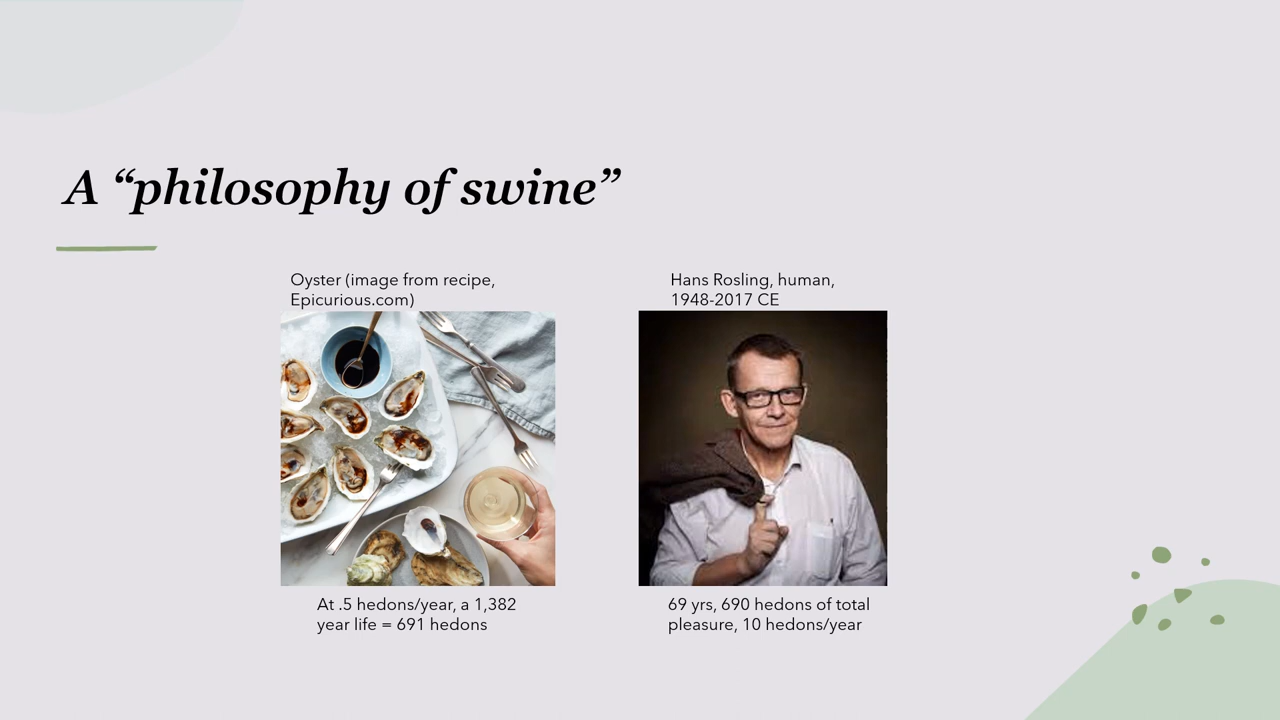 A “philosophy of swine”
Oyster (image from recipe,
Epicurious.com)
Hans Rosling, human,
1948-2017 CE
At .5 hedons/year, a 1,382
year life = 691 hedons
69 yrs, 690 hedons of total
pleasure, 10 hedons/year